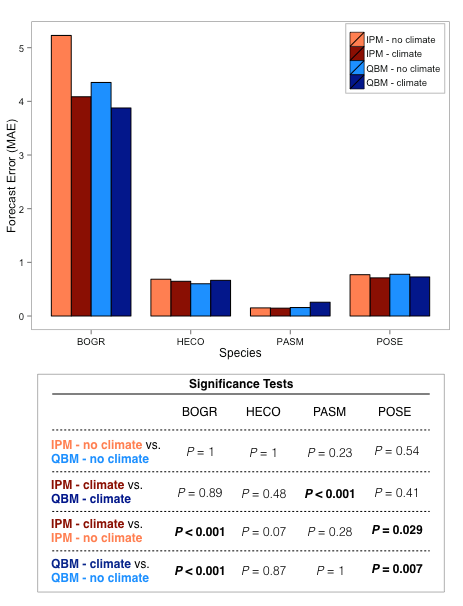 IPM - no climate
IPM - climate
QBM - no climate
QBM - climate
Forecast Error (MAE)
5
4
3
2
1
0
BOGR HECO PASM POSE
Species
Significance Tests
BOGR HECO PASM POSE
IPM - no climate vs.
QBM - no climate
P = 1 P = 1 P = 0.23 P = 0.54
IPM - climate vs.
QBM - climate
P = 0.89 P = 0.48 P < 0.001 P = 0.41
IPM - climate vs.
IPM - no climate
P < 0.001 P = 0.07 P = 0.28 P = 0.029
QBM - climate vs.
QBM - no climate
P < 0.001 P = 0.87 P = 1 P = 0.007